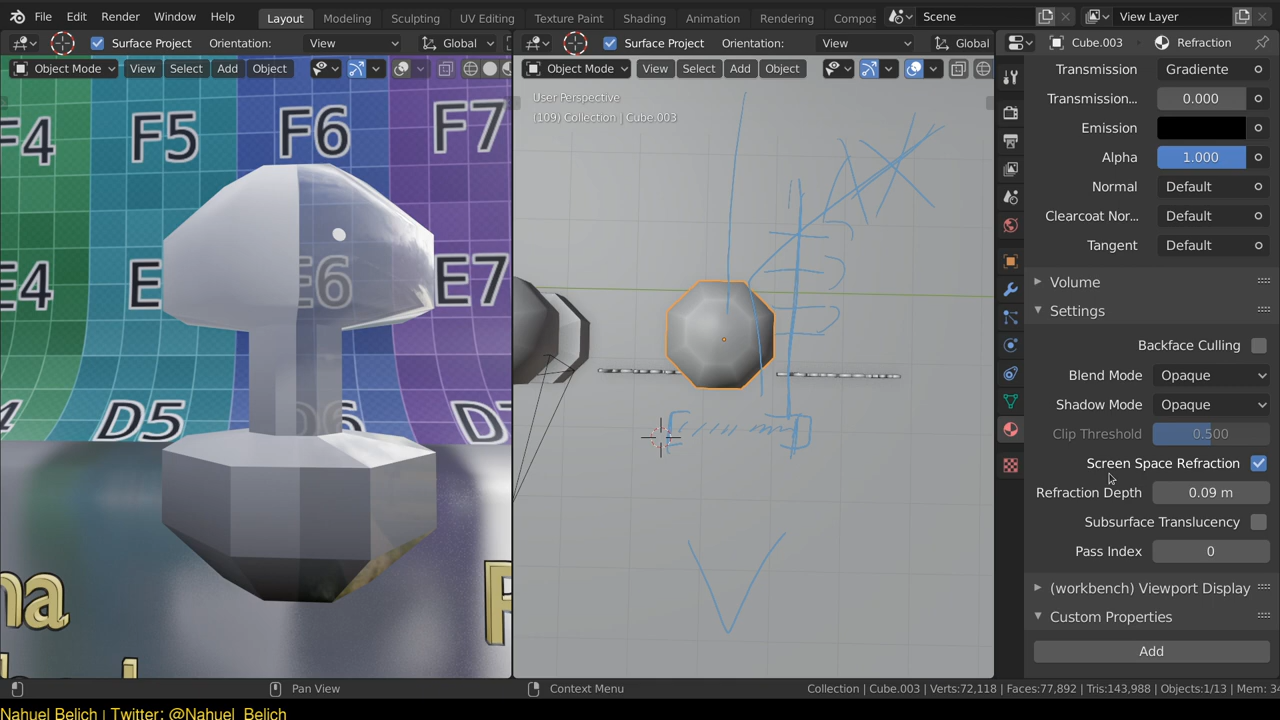 File Edit Render Window Help Layout Modeling Sculpting UV Editing Texture Paint Shading Animation Rendering Compos Scene View Layer
Surface Project Orientation: View Global Surface Project Orientation: View Global Cube.003 Refraction
Object Mode View Select Add Object Object Mode View Select Add Object
User Perspective
(109) Collection | Cube.003
F4 F5 F6 F7
E4 E E6 E7
D5 D6 D7
na
Transmission Gradiente
Transmission... 0.000
Emission
Alpha 1.000
Normal Default
Clearcoat Nor... Default
Tangent Default
Volume
Settings
Backface Culling
Blend Mode Opaque
Shadow Mode Opaque
Clip Threshold 0.500
Screen Space Refraction
Refraction Depth 0.09 m
Subsurface Translucency
Pass Index 0
(workbench) Viewport Display
Custom Properties
Add
Pan View Context Menu Collection | Cube.003 | Verts:72,118 | Faces:77,892 | Tris:143,988 | Objects:1/13 | Mem: 34
Nahuel Belich | Twitter: @Nahuel_Belich